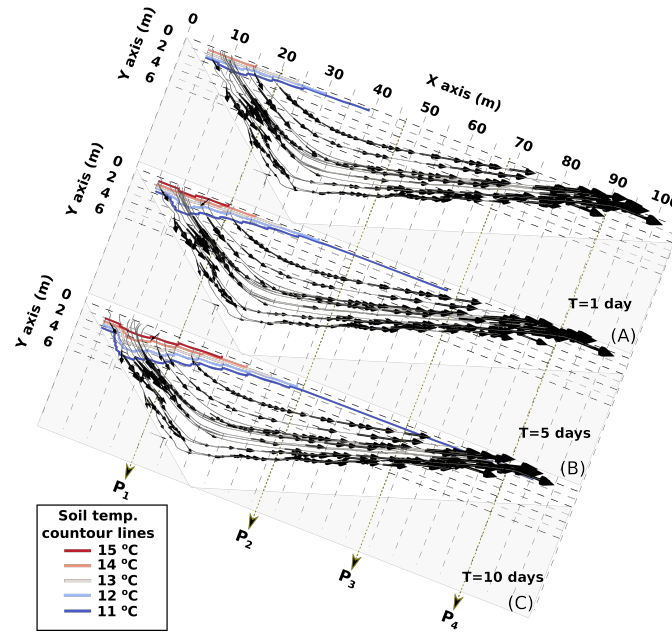 0
10
20
30
40
50
60
70
80
90
100
X axis (m)
Y axis (m)
0
2
4
6
T=1 day
(A)
Y axis (m)
0
2
4
6
T=5 days
(B)
Y axis (m)
0
2
4
6
T=10 days
(C)
P1
P2
P3
P4
Soil temp.
countour lines
15 ºC
14 ºC
13 ºC
12 ºC
11 ºC